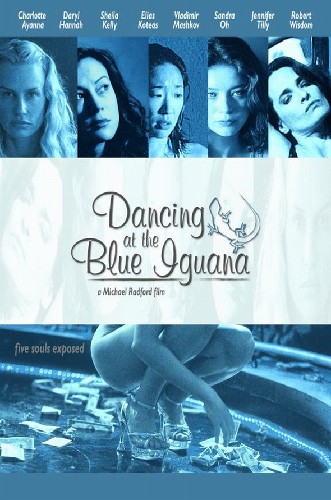 Charlotte Ayanna Daryl Hannah Sheila Kelly Elias Koteas Vladimir Mashkov Sandra Oh Jennifer Tilly Robert Wisdom
Dancing
at the
Blue Iguana
a Michael Radford film
five souls exposed